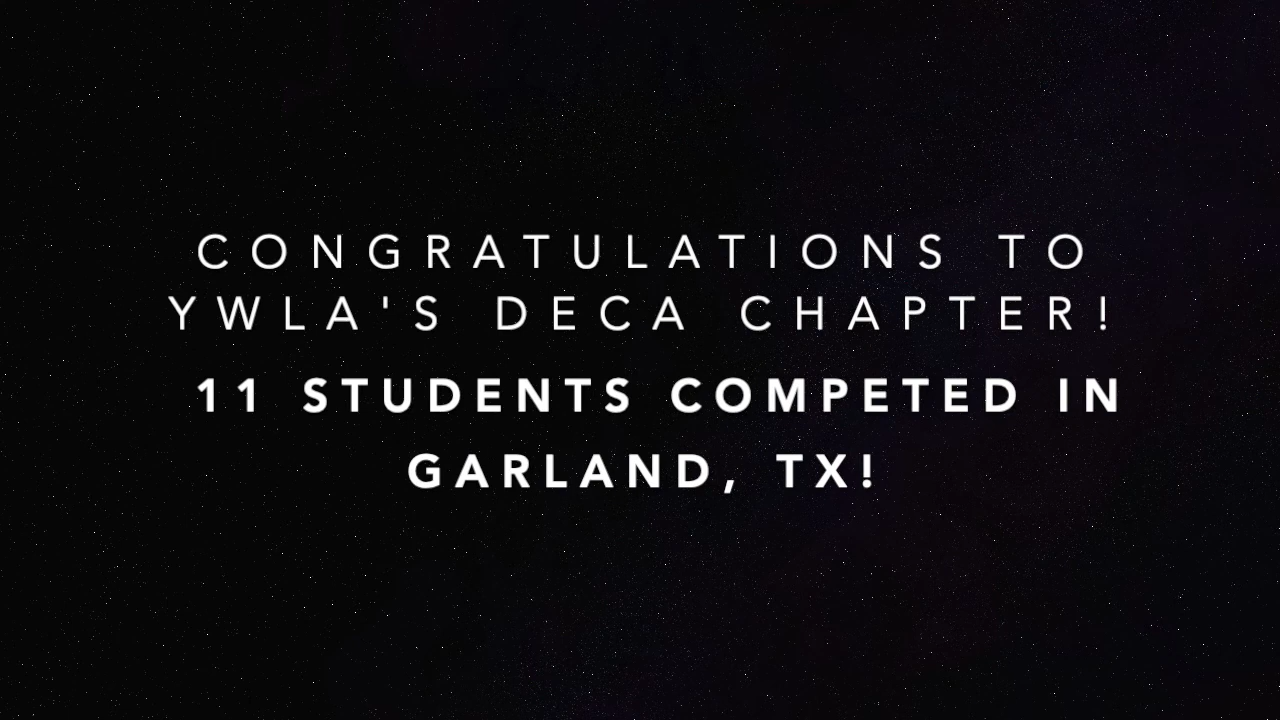 CONGRATULATIONS TO
YWLA'S DECA CHAPTER!
11 STUDENTS COMPETED IN
GARLAND, TX!